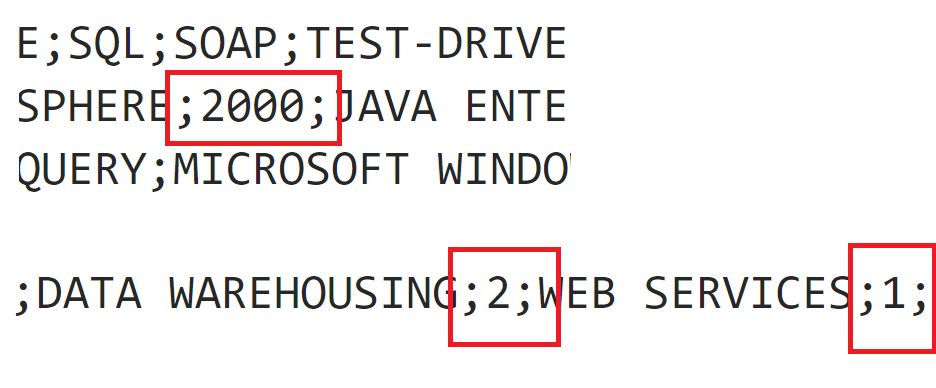 E;SQL;SOAP;TEST-DRIVE
SPHERE;2000;JAVA ENTE
QUERY;MICROSOFT WINDO
;DATA WAREHOUSING;2;WEB SERVICES;1;